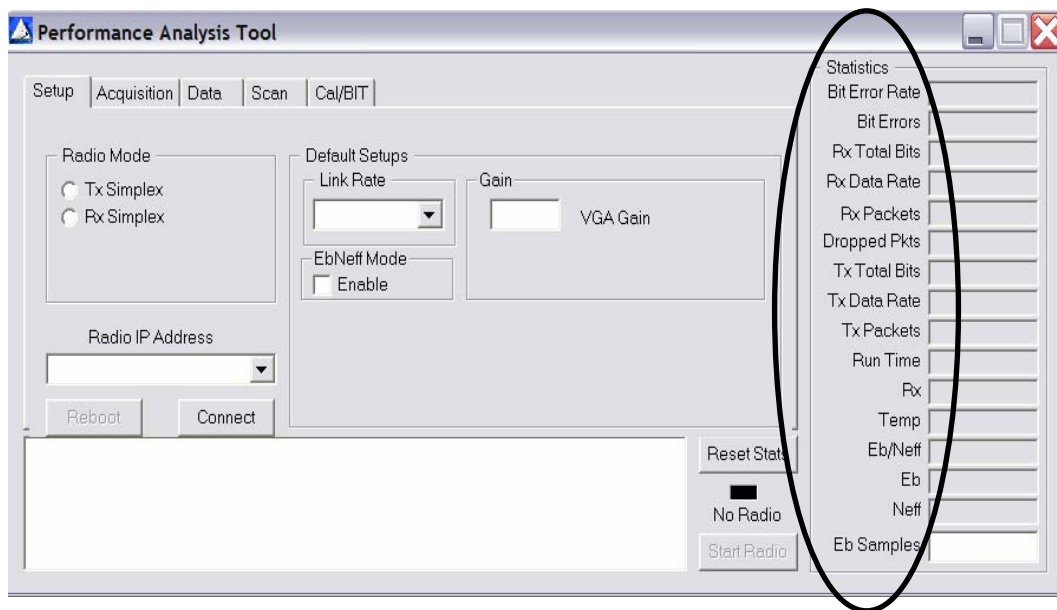 Performance Analysis Tool
Setup Acquisition Data Scan Cal/BIT
Radio Mode
Tx Simplex
Rx Simplex
Radio IP Address
Reboot Connect
Default Setups
Link Rate
EbNeff Mode
Enable
Gain
VGA Gain
Reset Stats
No Radio
Start Radio
Statistics
Bit Error Rate
Bit Errors
Rx Total Bits
Rx Data Rate
Rx Packets
Dropped Pkts
Tx Total Bits
Tx Data Rate
Tx Packets
Run Time
Rx
Temp
Eb/Neff
Eb
Neff
Eb Samples